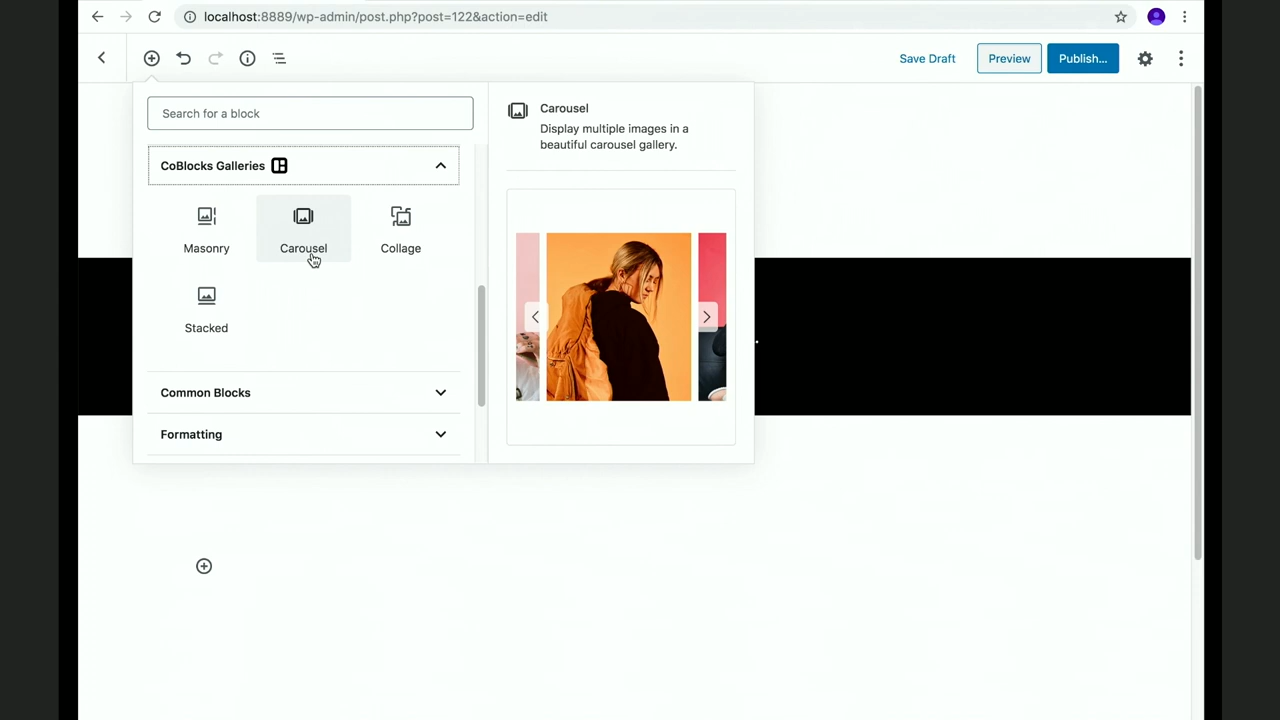 localhost:8889/wp-admin/post.php?post=122&action=edit
Save Draft
Preview
Publish...
Search for a block
CoBlocks Galleries
Masonry
Carousel
Collage
Stacked
Common Blocks
Formatting
Carousel
Display multiple images in a
beautiful carousel gallery.